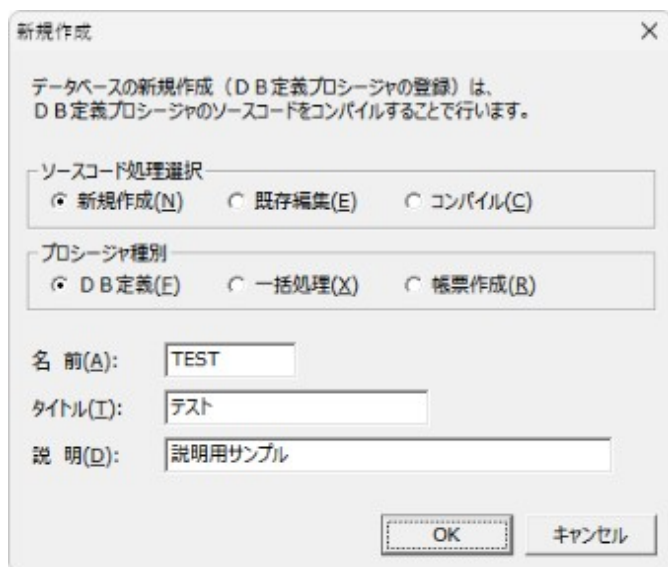 新規作成
データベースの新規作成（ＤＢ定義プロシージャの登録）は、
ＤＢ定義プロシージャのソースコードをコンパイルすることで行います。
ソースコード処理選択
新規作成(N) 既存編集(E) コンパイル(C)
プロシージャ種別
ＤＢ定義(F) 一括処理(X) 帳票作成(R)
名 前(A): TEST
タイトル(T): テスト
説 明(D): 説明用サンプル
OK キャンセル